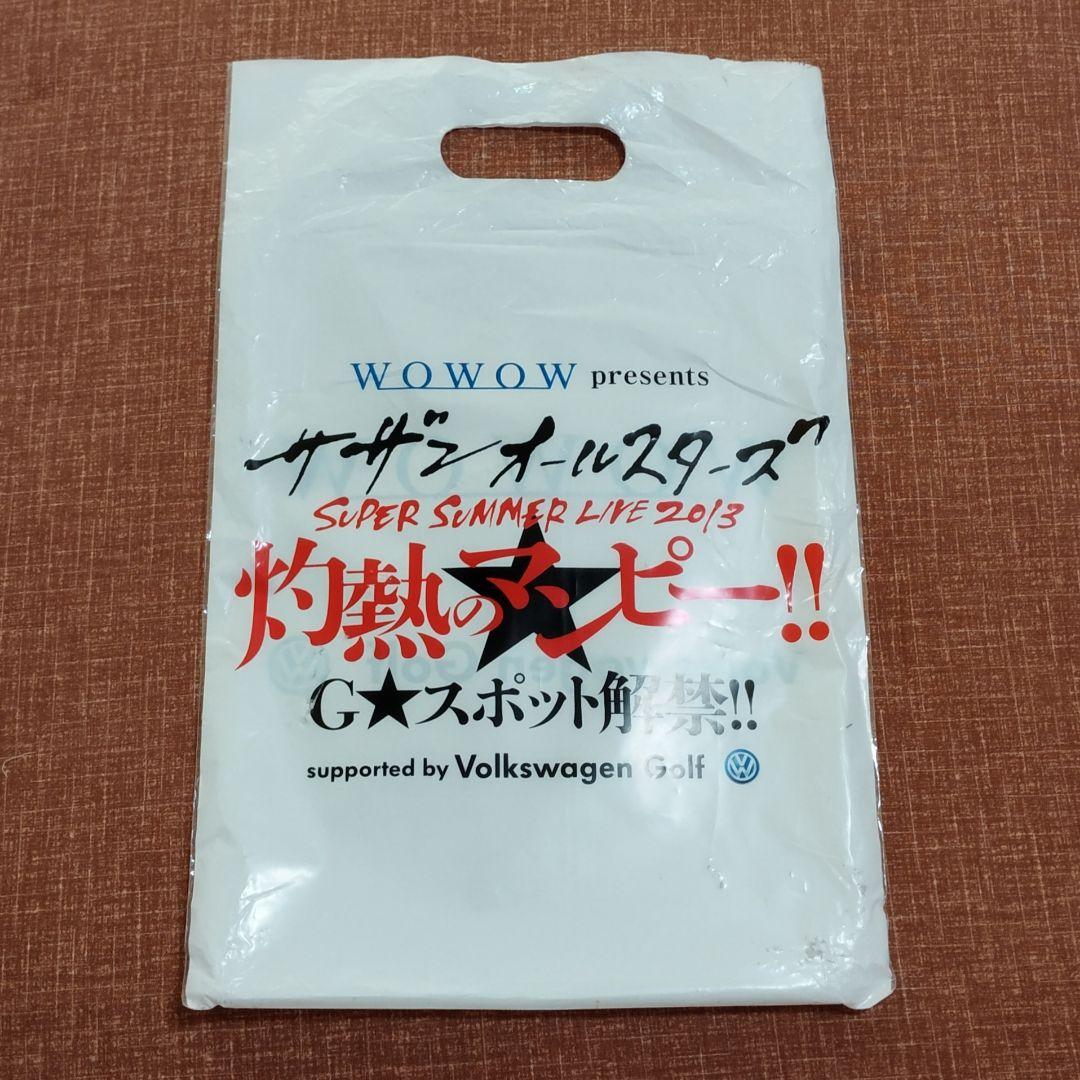 WOWOW presents
サザンオールスターズ
SUPER SUMMER LIVE 2013
灼熱のマンピー!!
G★スポット解禁!!
supported by Volkswagen Golf